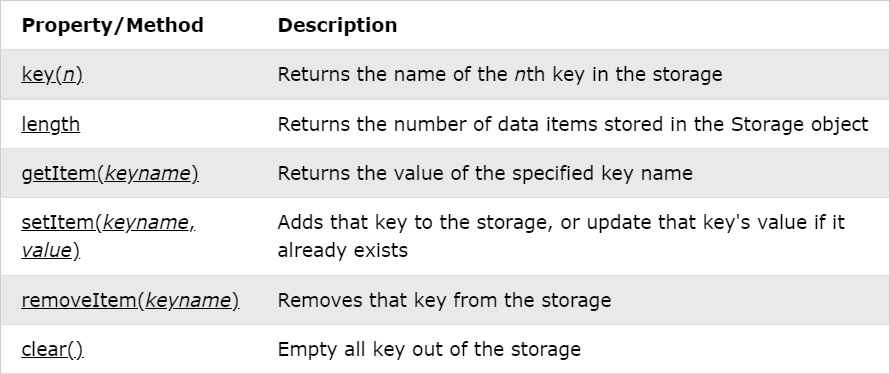 Property/Method Description
key(n) Returns the name of the nth key in the storage
length Returns the number of data items stored in the Storage object
getItem(keyname) Returns the value of the specified key name
setItem(keyname, Adds that key to the storage, or update that key's value if it
value) already exists
removeItem(keyname) Removes that key from the storage
clear() Empty all key out of the storage